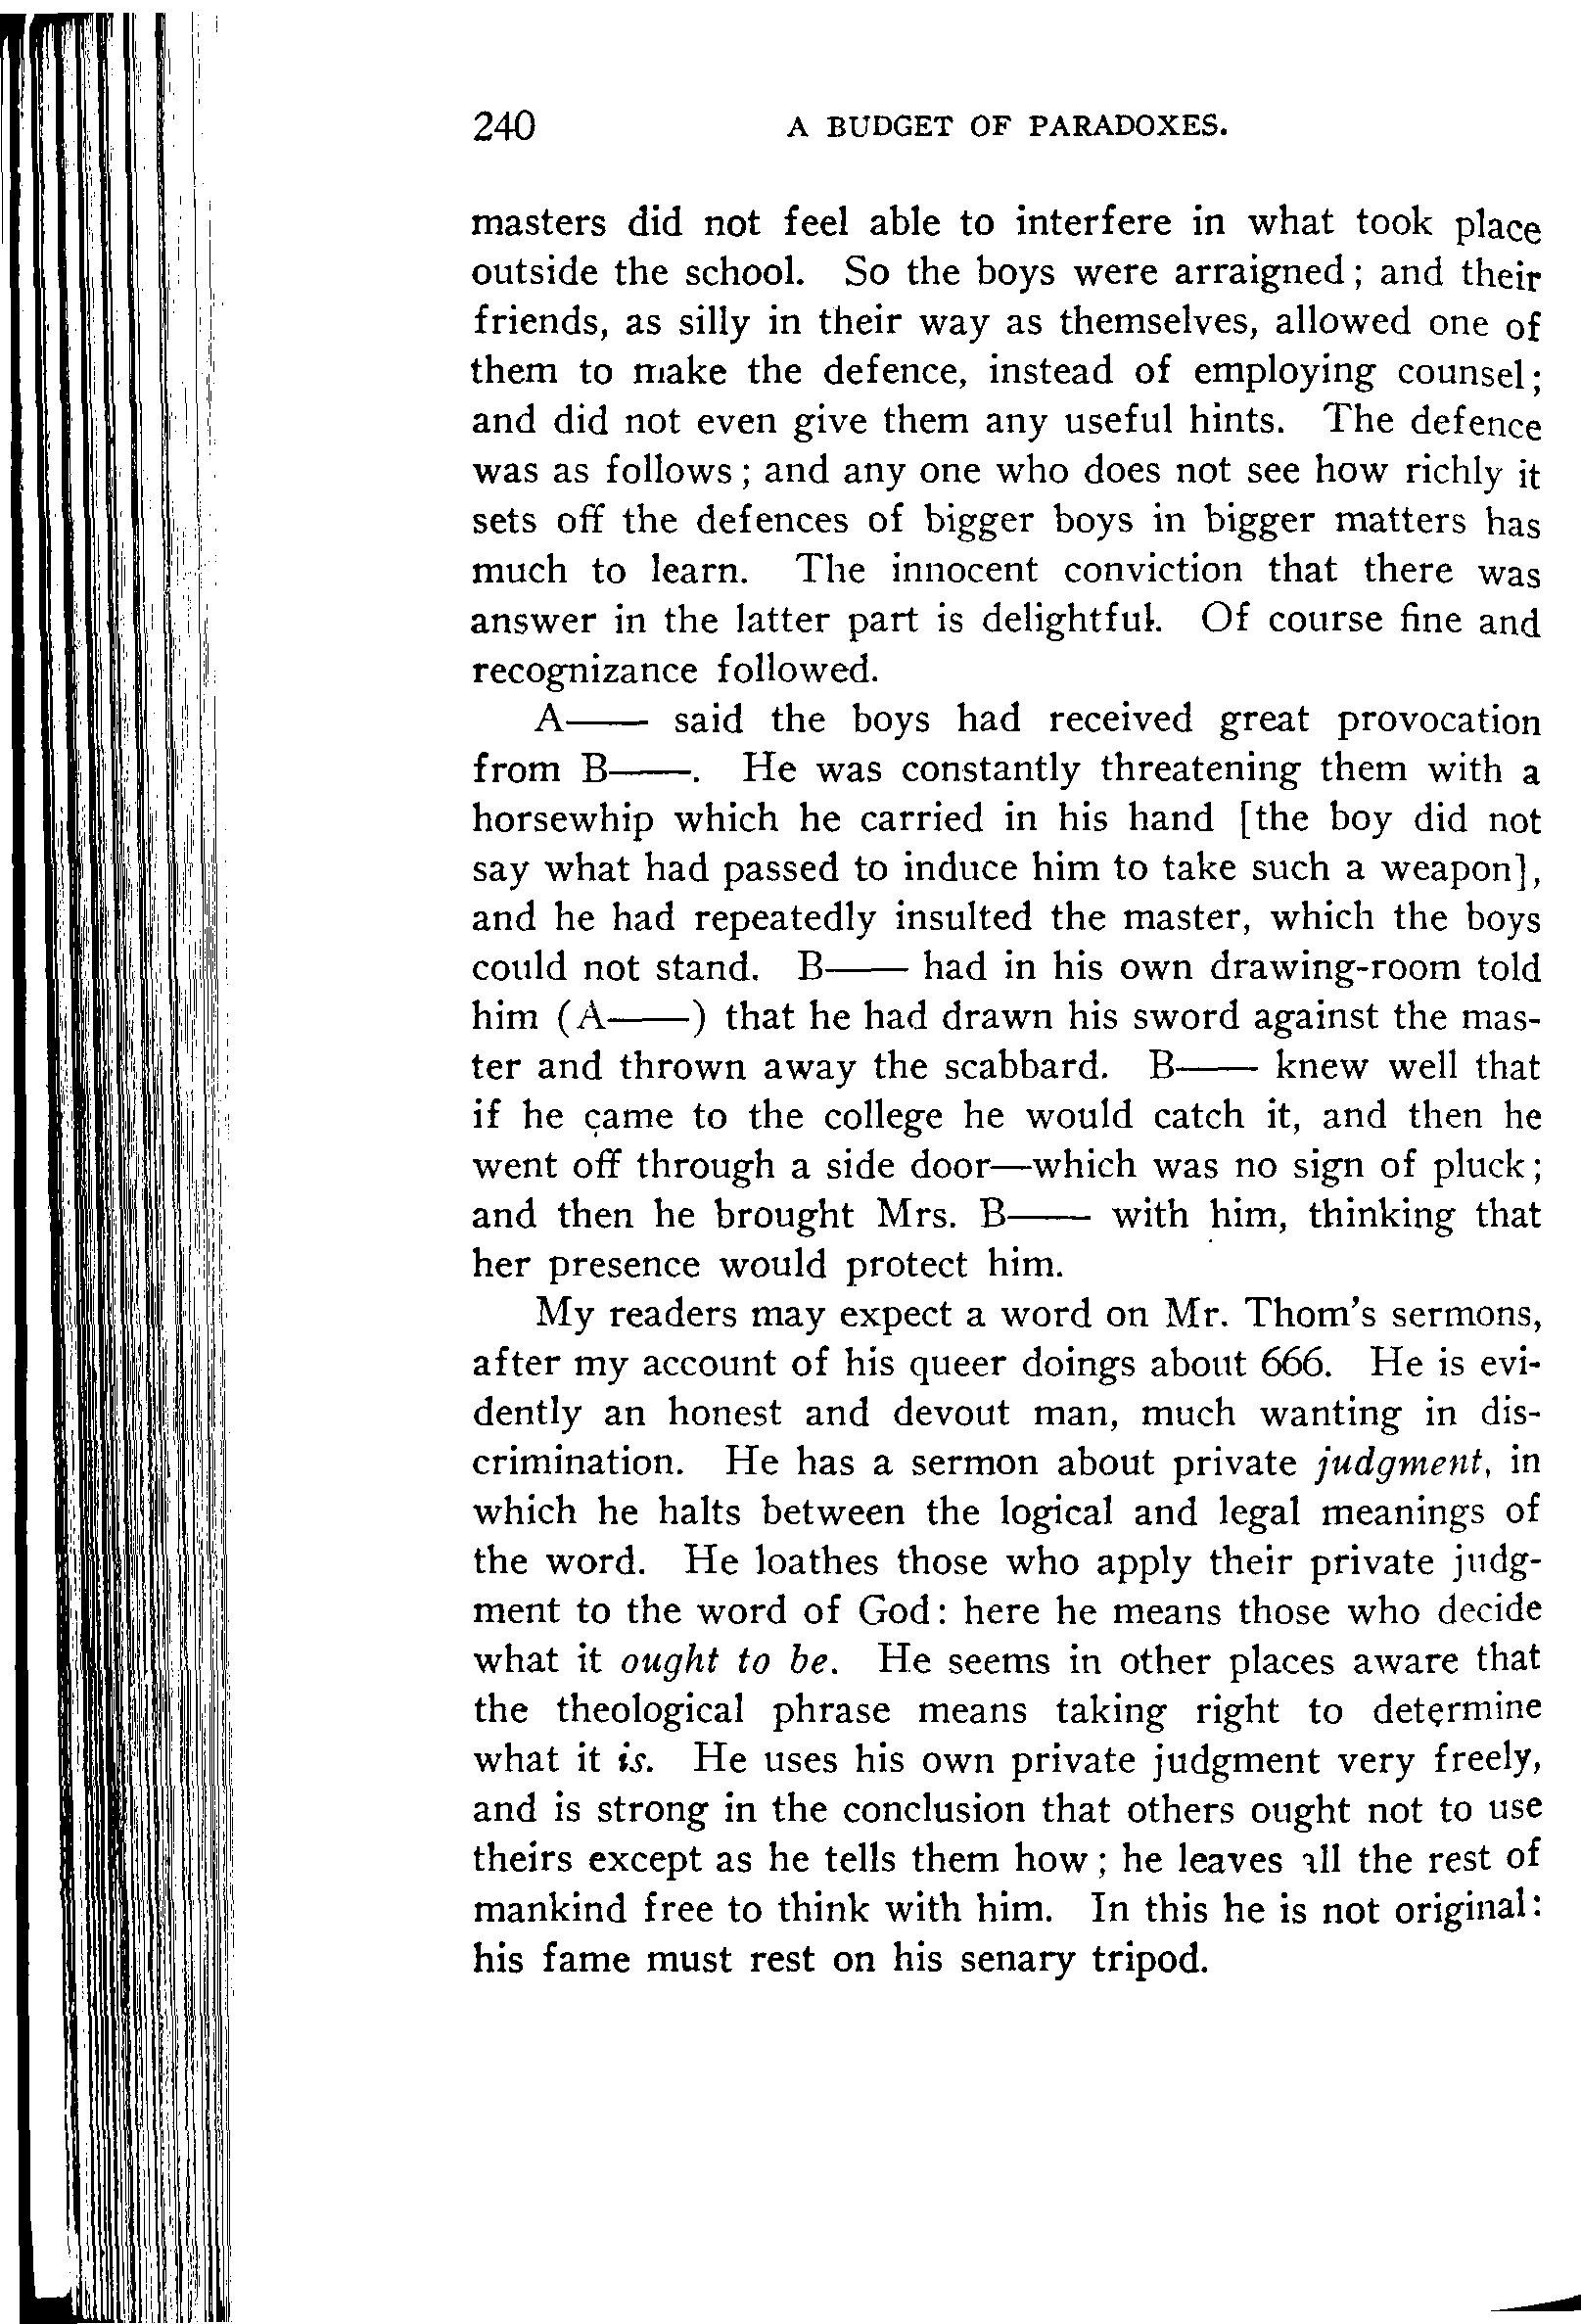 240 A BUDGET OF PARADOXES.
masters did not feel able to interfere in what took place
outside the school. So the boys were arraigned; and their
friends, as silly in their way as themselves, allowed one of
them to make the defence, instead of employing counsel;
and did not even give them any useful hints. The defence
was as follows; and any one who does not see how richly it
sets off the defences of bigger boys in bigger matters has
much to learn. The innocent conviction that there was
answer in the latter part is delightful. Of course fine and
recognizance followed.
A—— said the boys had received great provocation
from B——. He was constantly threatening them with a
horsewhip which he carried in his hand [the boy did not
say what had passed to induce him to take such a weapon],
and he had repeatedly insulted the master, which the boys
could not stand. B—— had in his own drawing-room told
him (A——) that he had drawn his sword against the mas-
ter and thrown away the scabbard. B—— knew well that
if he came to the college he would catch it, and then he
went off through a side door—which was no sign of pluck;
and then he brought Mrs. B—— with him, thinking that
her presence would protect him.
My readers may expect a word on Mr. Thom's sermons,
after my account of his queer doings about 666. He is evi-
dently an honest and devout man, much wanting in dis-
crimination. He has a sermon about private judgment, in
which he halts between the logical and legal meanings of
the word. He loathes those who apply their private judg-
ment to the word of God: here he means those who decide
what it ought to be. He seems in other places aware that
the theological phrase means taking right to determine
what it is. He uses his own private judgment very freely,
and is strong in the conclusion that others ought not to use
theirs except as he tells them how; he leaves all the rest of
mankind free to think with him. In this he is not original:
his fame must rest on his senary tripod.